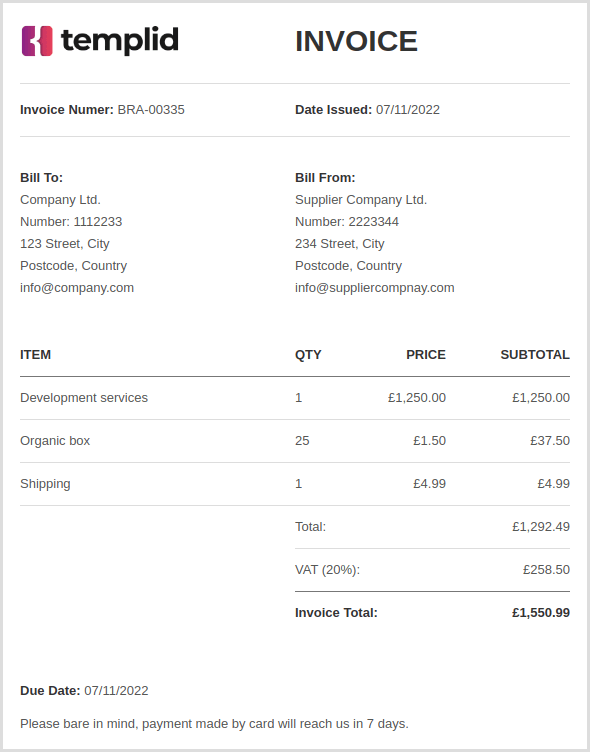 templid INVOICE
Invoice Numer: BRA-00335 Date Issued: 07/11/2022
Bill To:
Company Ltd.
Number: 1112233
123 Street, City
Postcode, Country
info@company.com
Bill From:
Supplier Company Ltd.
Number: 2223344
234 Street, City
Postcode, Country
info@suppliercompnay.com
ITEM QTY PRICE SUBTOTAL
Development services 1 £1,250.00 £1,250.00
Organic box 25 £1.50 £37.50
Shipping 1 £4.99 £4.99
Total: £1,292.49
VAT (20%): £258.50
Invoice Total: £1,550.99
Due Date: 07/11/2022
Please bare in mind, payment made by card will reach us in 7 days.